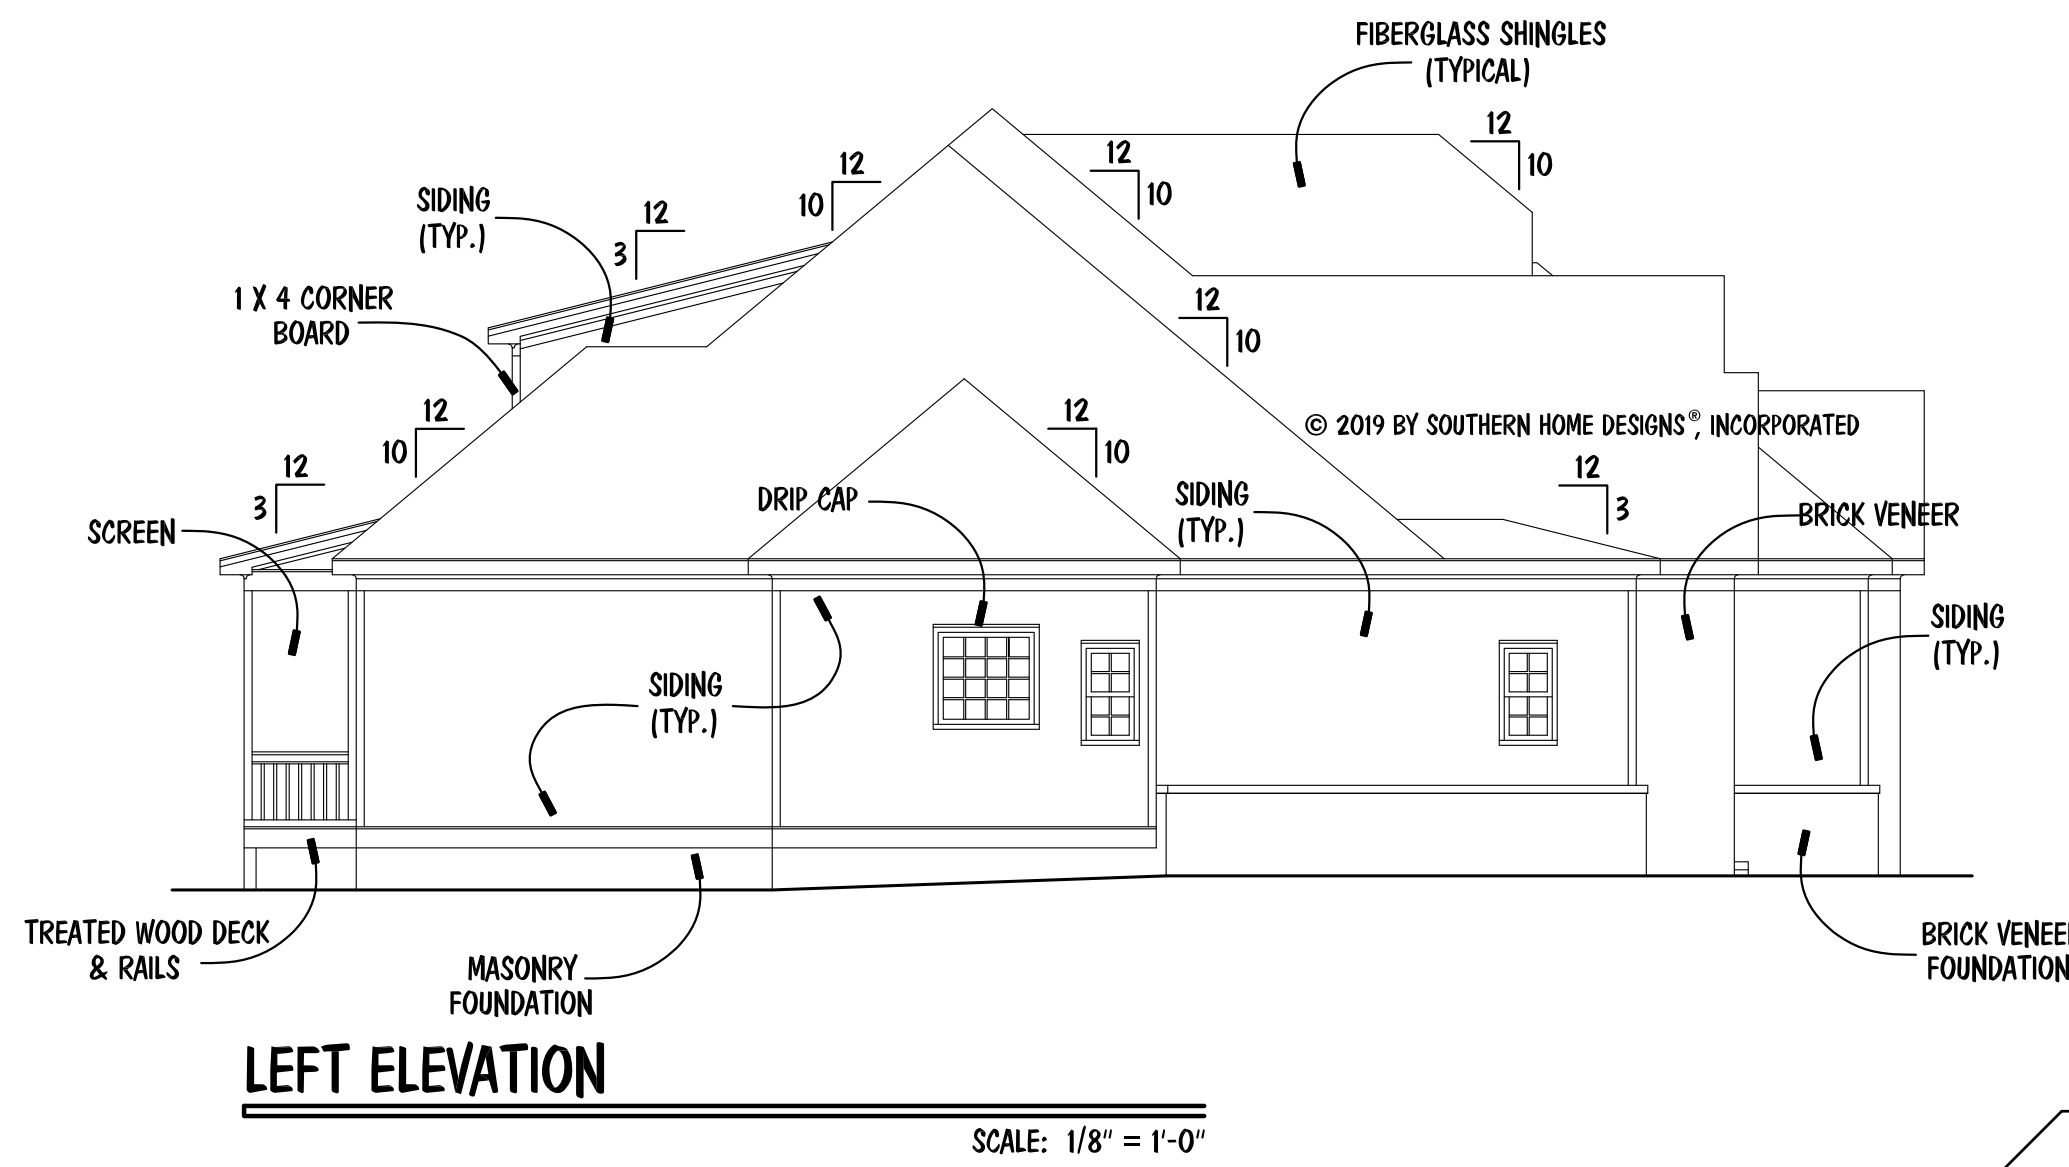 FIBERGLASS SHINGLES
(TYPICAL)
12
10
12
10
12
10
SIDING
(TYP.)
12
3
1 X 4 CORNER
BOARD
12
10
12
10
12
10
© 2019 BY SOUTHERN HOME DESIGNS®, INCORPORATED
12
3
12
3
SCREEN
DRIP CAP
SIDING
(TYP.)
BRICK VENEER
SIDING
(TYP.)
SIDING
(TYP.)
TREATED WOOD DECK
& RAILS
MASONRY
FOUNDATION
BRICK VENEE
FOUNDATION
LEFT ELEVATION
SCALE: 1/8" = 1'-0"